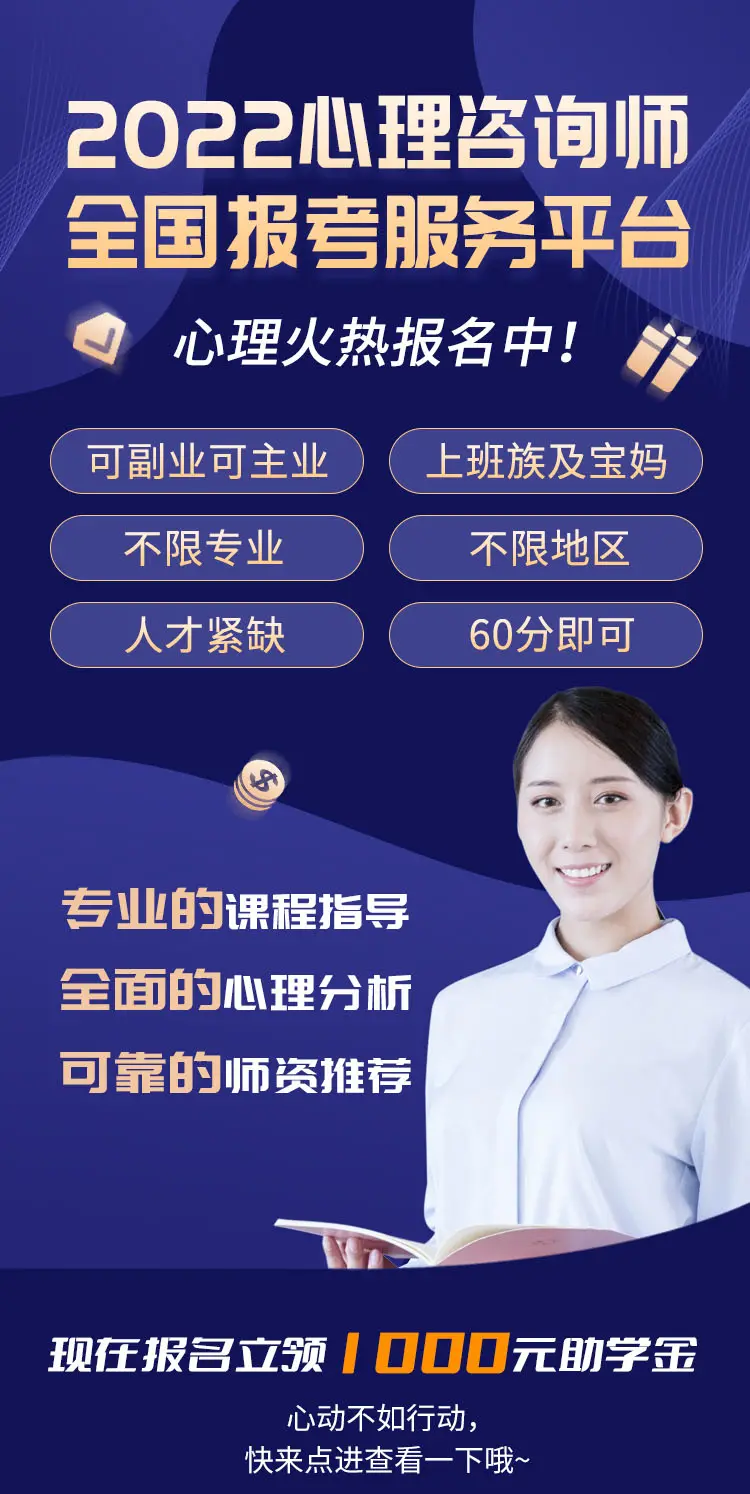 2022心理咨询师
全国报考服务平台
心理火热报名中！
可副业可主业
上班族及宝妈
不限专业
不限地区
人才紧缺
60分即可
专业的课程指导
全面的心理分析
可靠的师资推荐
现在报名立领1000元助学金
心动不如行动，
快来点进查看一下哦~